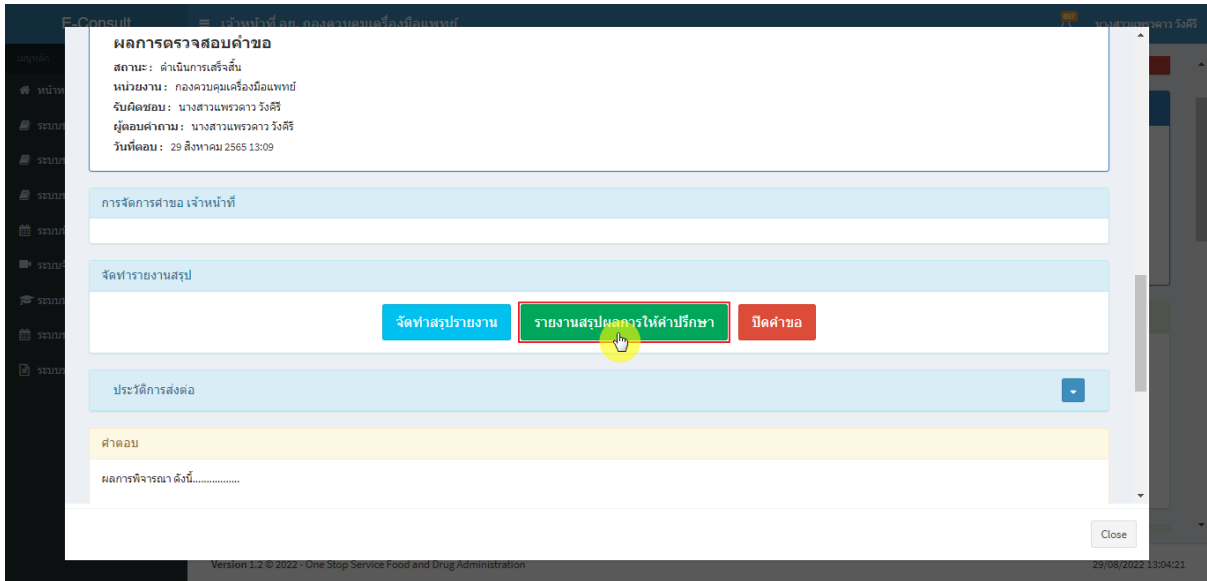 E-Consult
เจ้าหน้าที่ อย. กองควบคุมเครื่องมือแพทย์
นางสาวแพรวดาว วังคีรี
เมนูหลัก
ผลการตรวจสอบคำขอ
สถานะ : ดำเนินการเสร็จสิ้น
หน่วยงาน : กองควบคุมเครื่องมือแพทย์
รับผิดชอบ : นางสาวแพรวดาว วังคีรี
ผู้ตอบคำถาม : นางสาวแพรวดาว วังคีรี
วันที่ตอบ : 29 สิงหาคม 2565 13:09
การจัดการคำขอ เจ้าหน้าที่
จัดทำรายงานสรุป
จัดทำสรุปรายงาน
รายงานสรุปผลการให้คำปรึกษา
ปิดคำขอ
ประวัติการส่งต่อ
คำตอบ
ผลการพิจารณา ดังนี้.................
Close
Version 1.2 © 2022 - One Stop Service Food and Drug Administration
29/08/2022 13:04:21